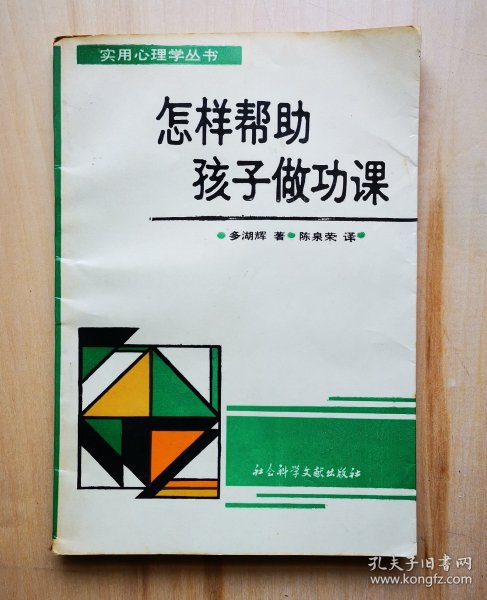 实用心理学丛书
怎样帮助
孩子做功课
多湖辉 著 陈泉荣 译
社会科学文献出版社
孔夫子旧书网
www.kongfz.com